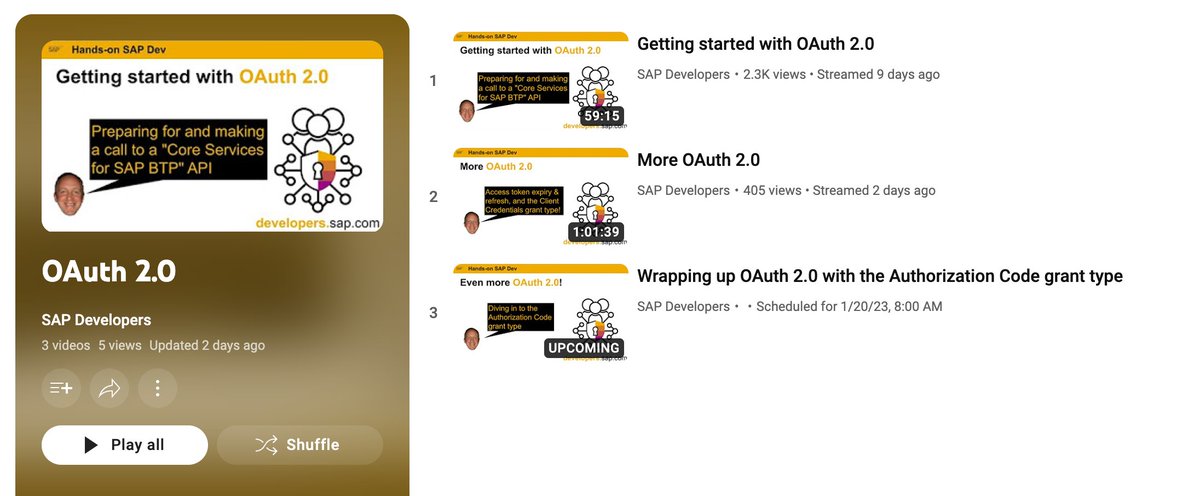 SAP Hands-on SAP Dev
Getting started with OAuth 2.0
Preparing for and making
a call to a "Core Services
for SAP BTP" API
developers.sap.com
OAuth 2.0
SAP Developers
3 videos 5 views Updated 2 days ago
Play all
Shuffle
1
Hands-on SAP Dev
Getting started with OAuth 2.0
Preparing for and making
a call to a "Core Services
for SAP BTP" API
59:15
developers.sap.com
Getting started with OAuth 2.0
SAP Developers • 2.3K views • Streamed 9 days ago
2
Hands-on SAP Dev
More OAuth 2.0
Access token expiry &
refresh, and the Client
Credentials grant type!
1:01:39
developers.sap.com
More OAuth 2.0
SAP Developers • 405 views • Streamed 2 days ago
3
Hands-on SAP Dev
Even more OAuth 2.0!
Diving in to the
Authorization Code
grant type
UPCOMING
developers.sap.com
Wrapping up OAuth 2.0 with the Authorization Code grant type
SAP Developers • • Scheduled for 1/20/23, 8:00 AM